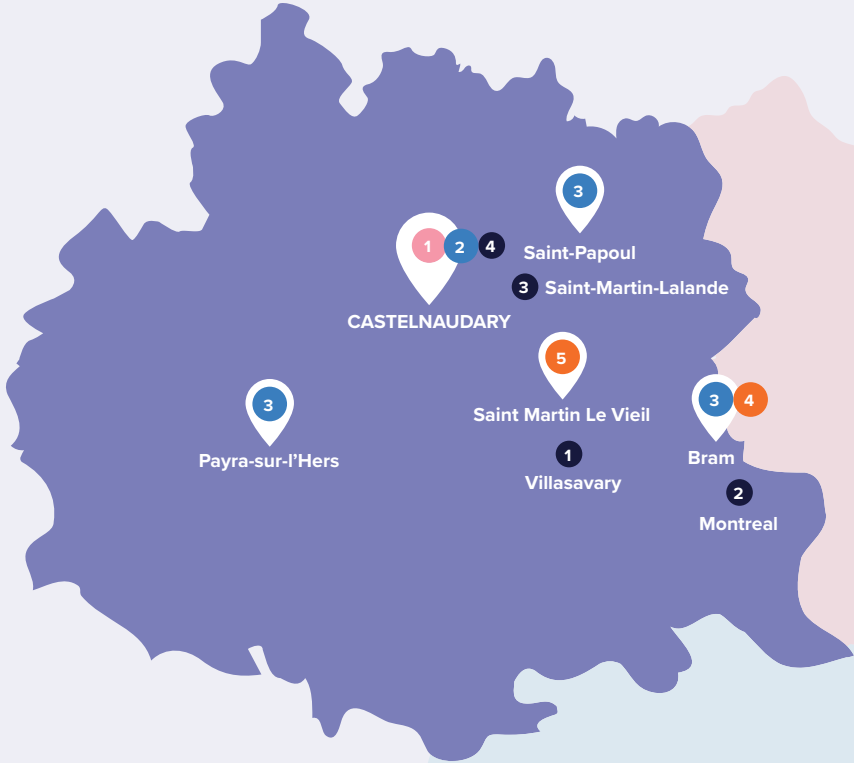 3
Saint-Papoul
1 2 4
3 Saint-Martin-Lalande
CASTELNAUDARY
5
Saint Martin Le Vieil
3
Payra-sur-l’Hers
3 4
Bram
1
Villasavary
2
Montreal